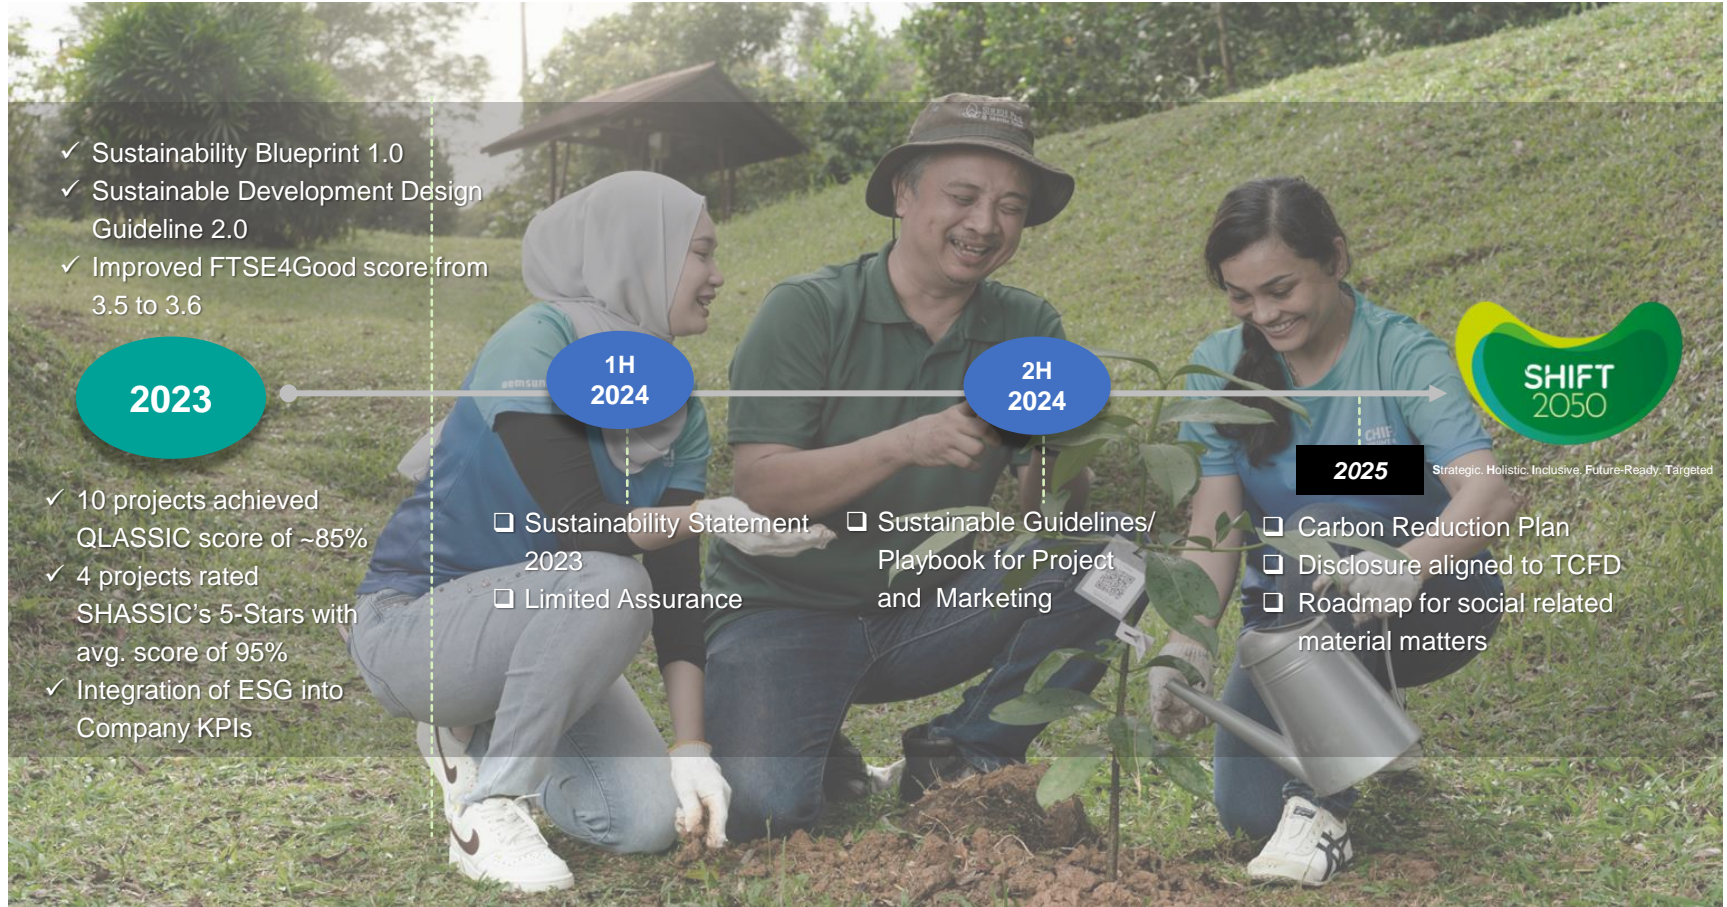 ✓ Sustainability Blueprint 1.0
✓ Sustainable Development Design
Guideline 2.0
✓ Improved FTSE4Good score from
3.5 to 3.6
2023
✓ 10 projects achieved
QLASSIC score of ~85%
✓ 4 projects rated
SHASSIC’s 5-Stars with
avg. score of 95%
✓ Integration of ESG into
Company KPIs
1H
2024
❑ Sustainability Statement
2023
❑ Limited Assurance
2H
2024
❑ Sustainable Guidelines/
Playbook for Project
and  Marketing
2025
❑ Carbon Reduction Plan
❑ Disclosure aligned to TCFD
❑ Roadmap for social related
material matters
SHIFT
2050
Strategic. Holistic. Inclusive. Future-Ready. Targeted